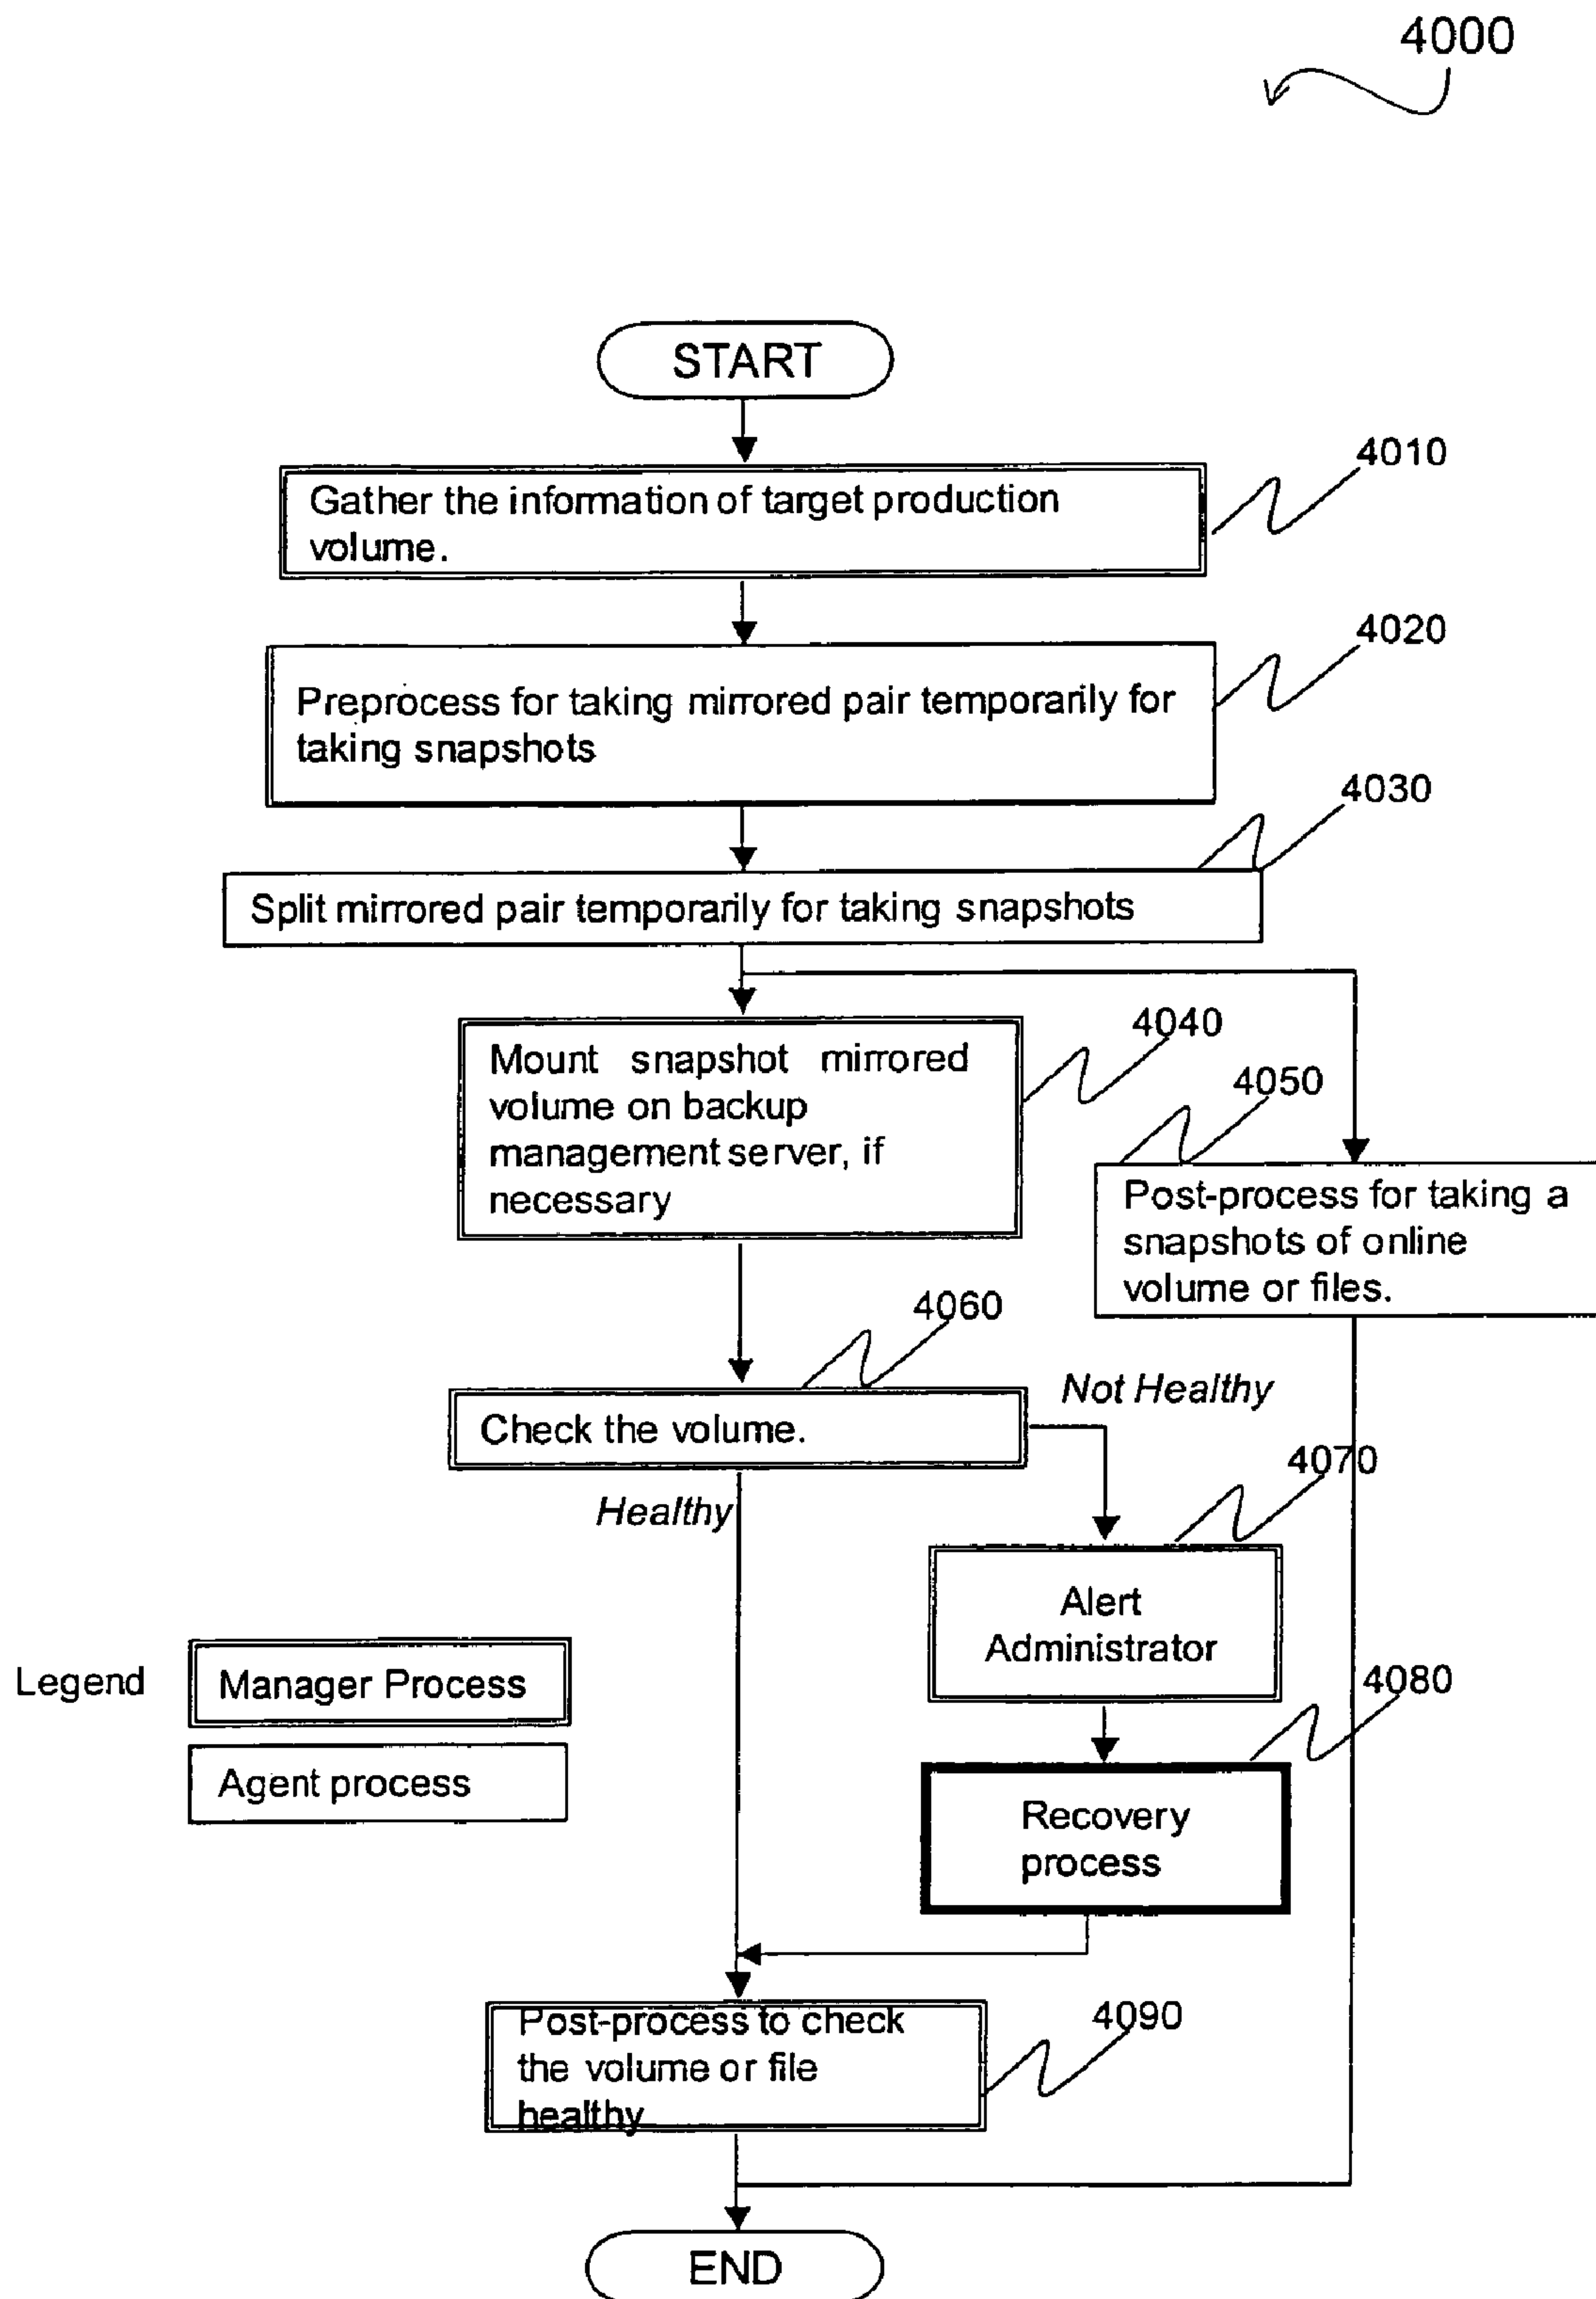 4000
START
4010
Gather the information of target production
volume.
4020
Preprocess for taking mirrored pair temporarily for
taking snapshots
4030
Split mirrored pair temporarily for taking snapshots
4040
Mount snapshot mirrored
volume on backup
management server, if
necessary
4050
Post-process for taking a
snapshots of online
volume or files.
4060
Check the volume.
Not Healthy
Healthy
4070
Alert
Administrator
Legend
Manager Process
Agent process
4080
Recovery
process
4090
Post-process to check
the volume or file
healthy
END